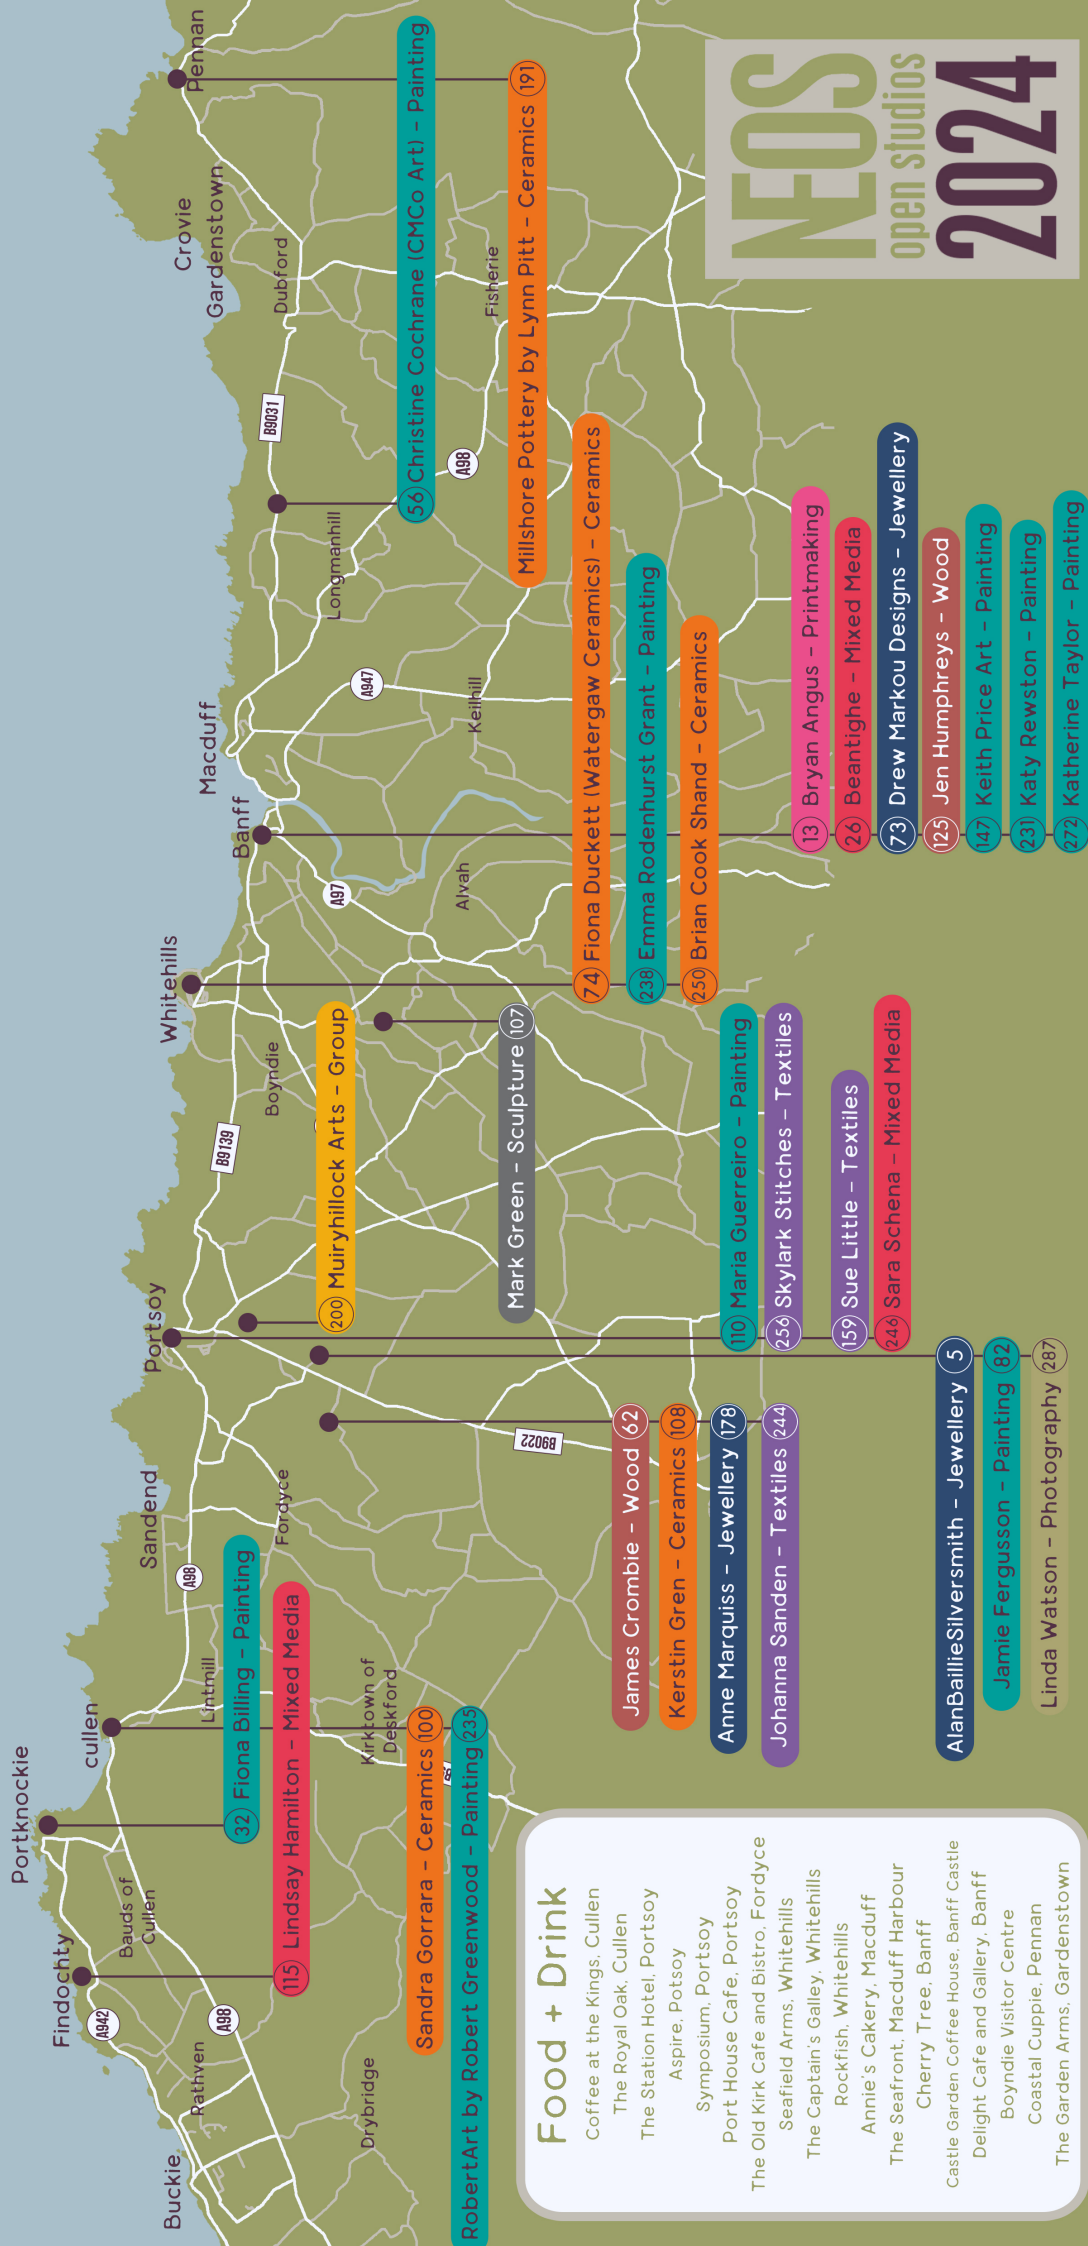 Buckie
Rathven
Drybridge
Findochty
A942
A98
Portknockie
Bauds of
Cullen
cullen
Lintmill
Kirktown of
Deskford
Sandend
A98
Fordyce
Portsoy
B9022
B9139
Boyndie
Whitehills
A97
Alvah
Banff
Macduff
A947
Keilhill
Longmanhill
A98
B9031
Dubford
Fisherie
Gardenstown
Crovie
Pennan
32 Fiona Billing – Painting
115 Lindsay Hamilton – Mixed Media
Sandra Gorrara – Ceramics 100
RobertArt by Robert Greenwood – Painting 235
James Crombie – Wood 62
Kerstin Gren – Ceramics 108
Anne Marquiss – Jewellery 178
Johanna Sanden – Textiles 244
AlanBaillieSilversmith – Jewellery 5
Jamie Fergusson – Painting 82
Linda Watson – Photography 287
200 Muiryhillock Arts – Group
Mark Green – Sculpture 107
110 Maria Guerreiro – Painting
256 Skylark Stitches – Textiles
159 Sue Little – Textiles
246 Sara Schena – Mixed Media
74 Fiona Duckett (Watergaw Ceramics) – Ceramics
238 Emma Rodenhurst Grant – Painting
250 Brian Cook Shand – Ceramics
13 Bryan Angus – Printmaking
26 Beantighe – Mixed Media
73 Drew Markou Designs – Jewellery
125 Jen Humphreys – Wood
147 Keith Price Art – Painting
231 Katy Rewston – Painting
272 Katherine Taylor – Painting
56 Christine Cochrane (CMCo Art) – Painting
Millshore Pottery by Lynn Pitt – Ceramics 191
Food + Drink
Coffee at the Kings, Cullen
The Royal Oak, Cullen
The Station Hotel, Portsoy
Aspire, Potsoy
Symposium, Portsoy
Port House Cafe, Portsoy
The Old Kirk Cafe and Bistro, Fordyce
Seafield Arms, Whitehills
The Captain's Galley, Whitehills
Rockfish, Whitehills
Annie's Cakery, Macduff
The Seafront, Macduff Harbour
Cherry Tree, Banff
Castle Garden Coffee House, Banff Castle
Delight Cafe and Gallery, Banff
Boyndie Visitor Centre
Coastal Cuppie, Pennan
The Garden Arms, Gardenstown
NEOS
open studios
2024